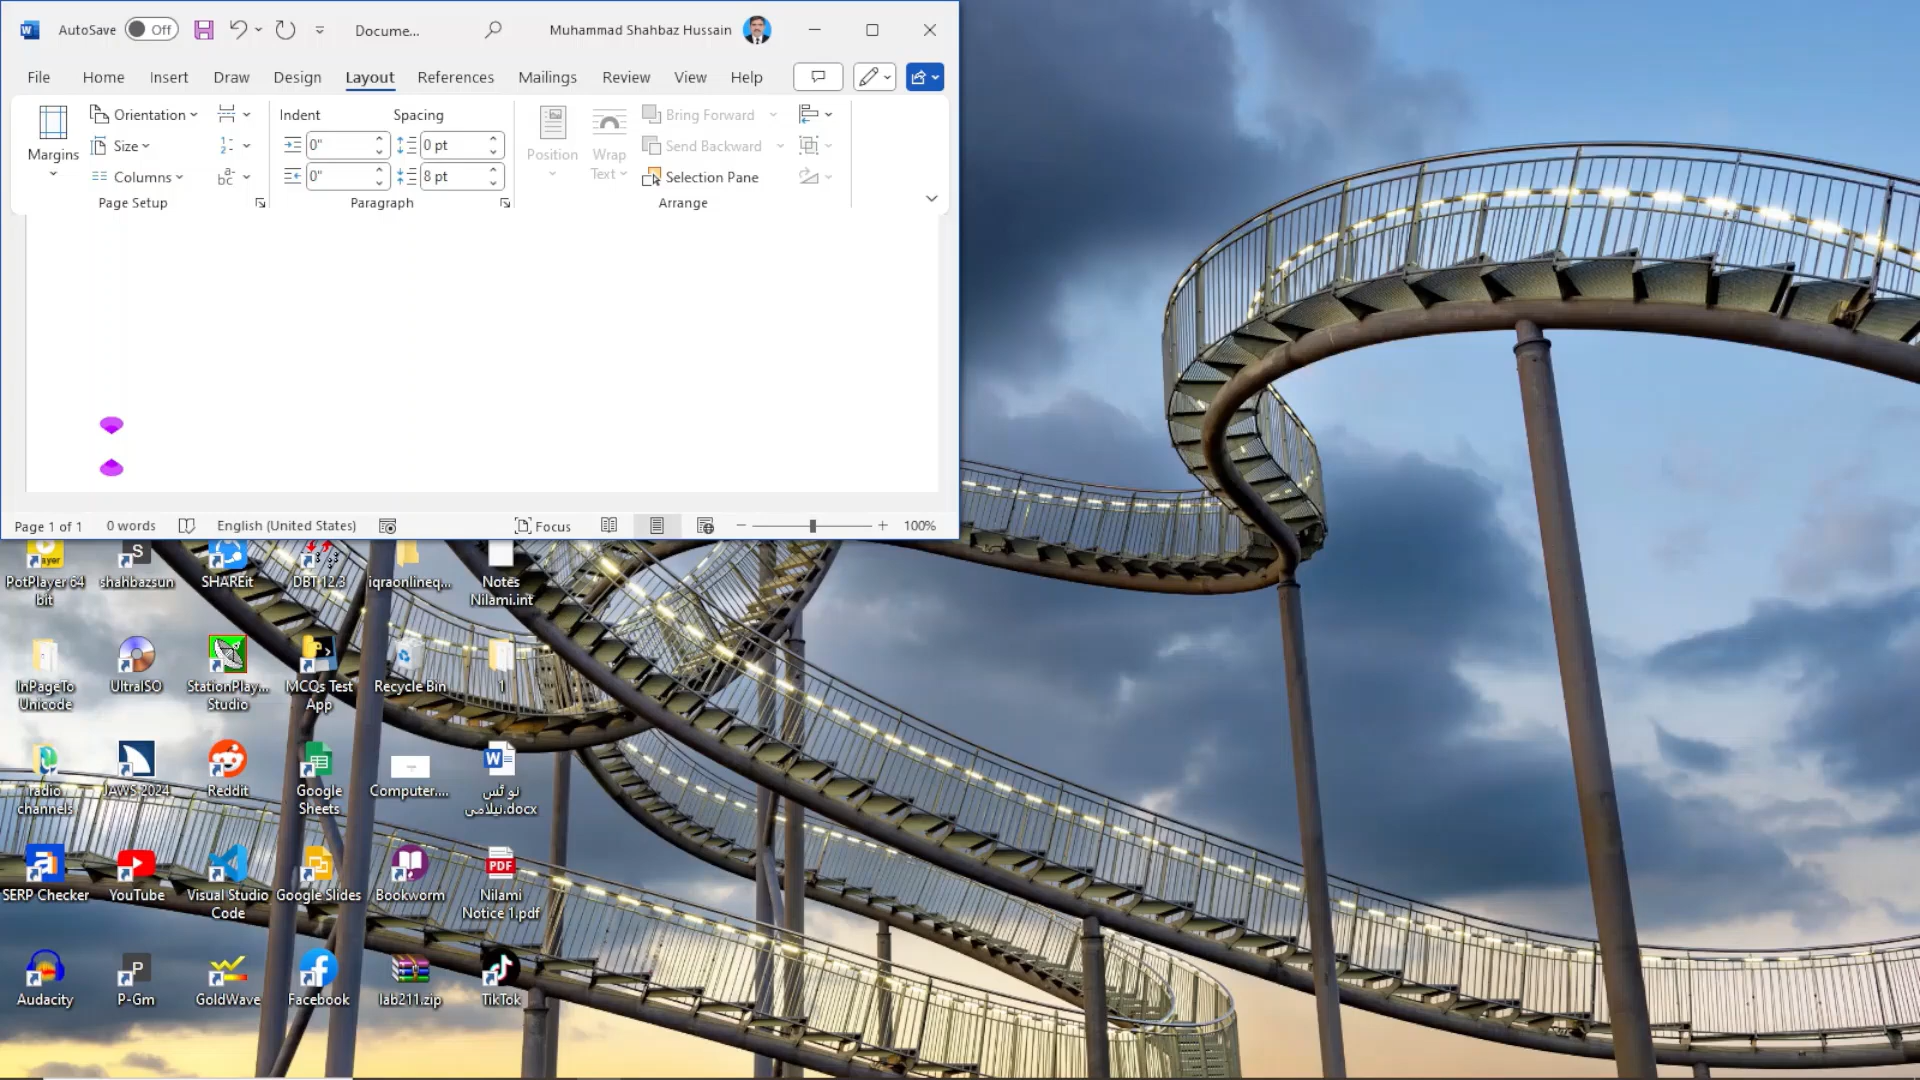 AutoSave Off Docume... Muhammad Shahbaz Hussain
File Home Insert Draw Design Layout References Mailings Review View Help
Margins
Orientation
Size
Columns
Page Setup
Indent Spacing
0" 0 pt
0" 8 pt
Paragraph
Position
Wrap Text
Bring Forward
Send Backward
Selection Pane
Arrange
Page 1 of 1 0 words English (United States) Focus 100%
PotPlayer 64 bit
shahbazsun
SHAREit
DBT 12.3
iqraonlineq...
Notes Nilami.int
InPageTo Unicode
UltraISO
StationPlay... Studio
MCQs Test App
Recycle Bin
1
radio channels
JAWS 2024
Reddit
Google Sheets
Computer....
نوٹس نیلامی.docx
SERP Checker
YouTube
Visual Studio Code
Google Slides
Bookworm
PDF
Nilami Notice 1.pdf
Audacity
P-Gm
GoldWave
Facebook
lab211.zip
TikTok